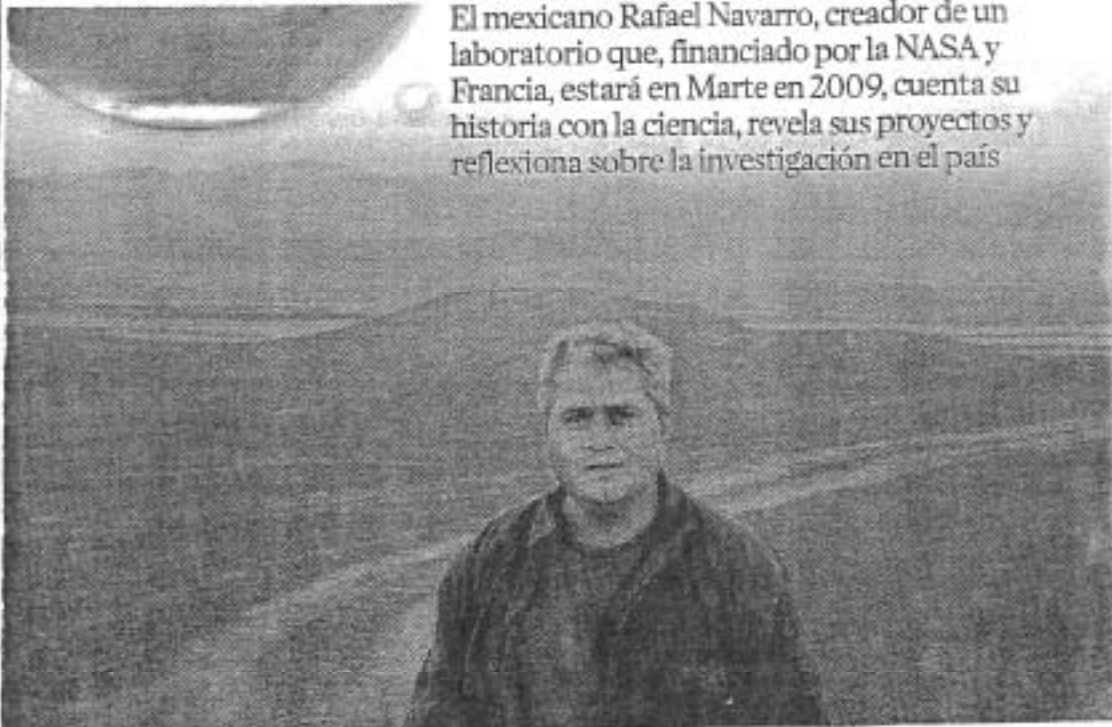 El mexicano Rafael Navarro, creador de un
laboratorio que, financiado por la NASA y
Francia, estará en Marte en 2009, cuenta su
historia con la ciencia, revela sus proyectos y
reflexiona sobre la investigación en el país